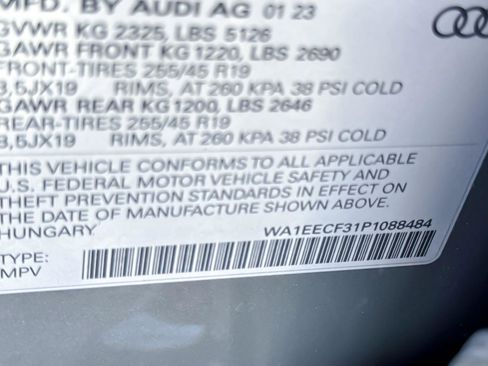 MFD. BY AUDI AG 01 23
GVWR KG 2325, LBS 5126
GAWR FRONT KG 1220, LBS 2690
FRONT-TIRES 255/45 R19
8,5JX19 RIMS, AT 260 KPA 38 PSI COLD
GAWR REAR KG1200, LBS 2646
REAR-TIRES 255/45 R19
8,5JX19 RIMS, AT 260 KPA 38 PSI COLD
THIS VEHICLE CONFORMS TO ALL APPLICABLE
U.S. FEDERAL MOTOR VEHICLE SAFETY AND
THEFT PREVENTION STANDARDS IN EFFECT ON
THE DATE OF MANUFACTURE SHOWN ABOVE.
HUNGARY
WA1EECF31P1088484
MPV